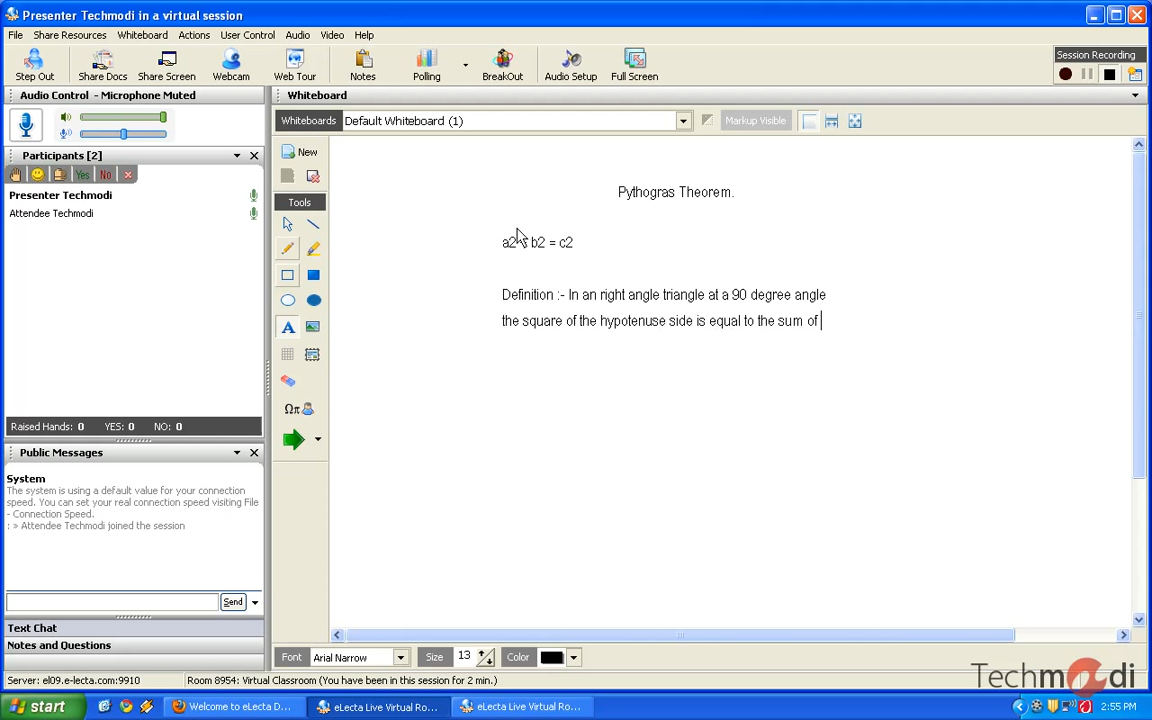 Presenter Techmodi in a virtual session
File Share Resources Whiteboard Actions User Control Audio Video Help
Step Out Share Docs Share Screen Webcam Web Tour Notes Polling BreakOut Audio Setup Full Screen
Session Recording
Audio Control - Microphone Muted
Whiteboard
Whiteboards Default Whiteboard (1) Markup Visible
Participants [2]
Yes No
Presenter Techmodi
Attendee Techmodi
Raised Hands: 0 YES: 0 NO: 0
Public Messages
System
The system is using a default value for your connection
speed. You can set your real connection speed visiting File
- Connection Speed.
: » Attendee Techmodi joined the session
Send
Text Chat
Notes and Questions
New
Tools
A
Ωπ
Pythogras Theorem.
a2 b2 = c2
Definition :- In an right angle triangle at a 90 degree angle
the square of the hypotenuse side is equal to the sum of
Font Arial Narrow Size 13 Color
Server: el09.e-lecta.com:9910 Room 8954: Virtual Classroom (You have been in this session for 2 min.)
Techmodi
start Welcome to eLecta D... eLecta Live Virtual Ro... eLecta Live Virtual Ro... 2:55 PM